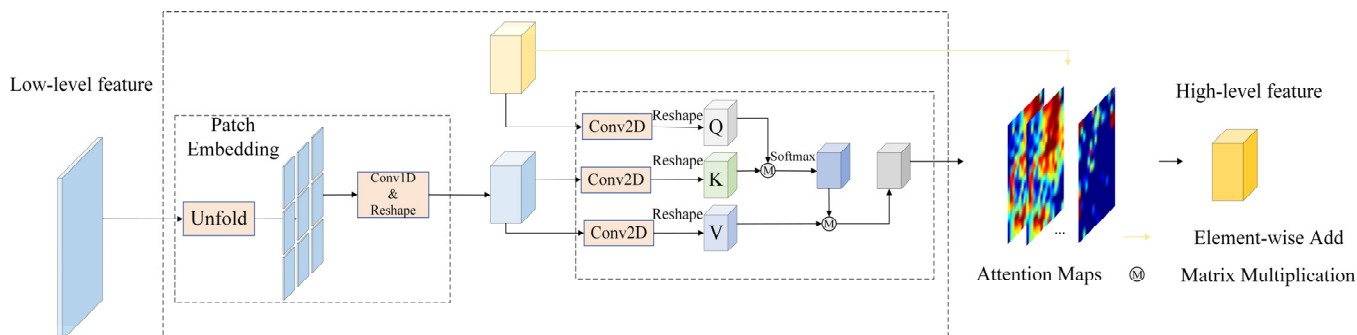 Low-level feature
Patch
Embedding
Unfold
Conv1D
&
Reshape
Conv2D
Reshape
Q
Conv2D
Reshape
K
Softmax
M
Conv2D
Reshape
V
M
...
Attention Maps
High-level feature
Element-wise Add
M
Matrix Multiplication